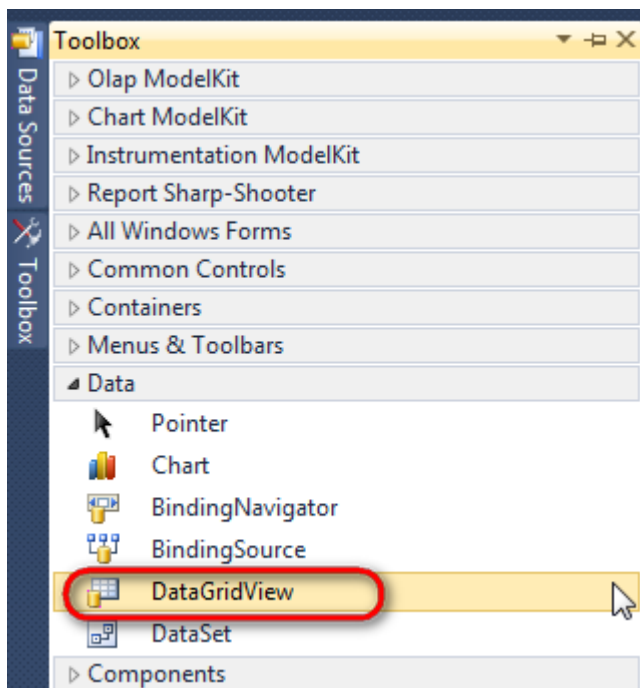 Toolbox
Data Sources
Toolbox
Olap ModelKit
Chart ModelKit
Instrumentation ModelKit
Report Sharp-Shooter
All Windows Forms
Common Controls
Containers
Menus & Toolbars
Data
Pointer
Chart
BindingNavigator
BindingSource
DataGridView
DataSet
Components